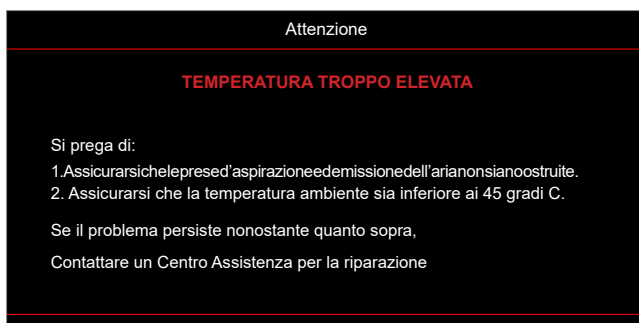 Attenzione
TEMPERATURA TROPPO ELEVATA
Si prega di:
1.Assicurarsichelepresed’aspirazioneedemissionedell’arianonsianoostruite.
2. Assicurarsi che la temperatura ambiente sia inferiore ai 45 gradi C.
Se il problema persiste nonostante quanto sopra,
Contattare un Centro Assistenza per la riparazione